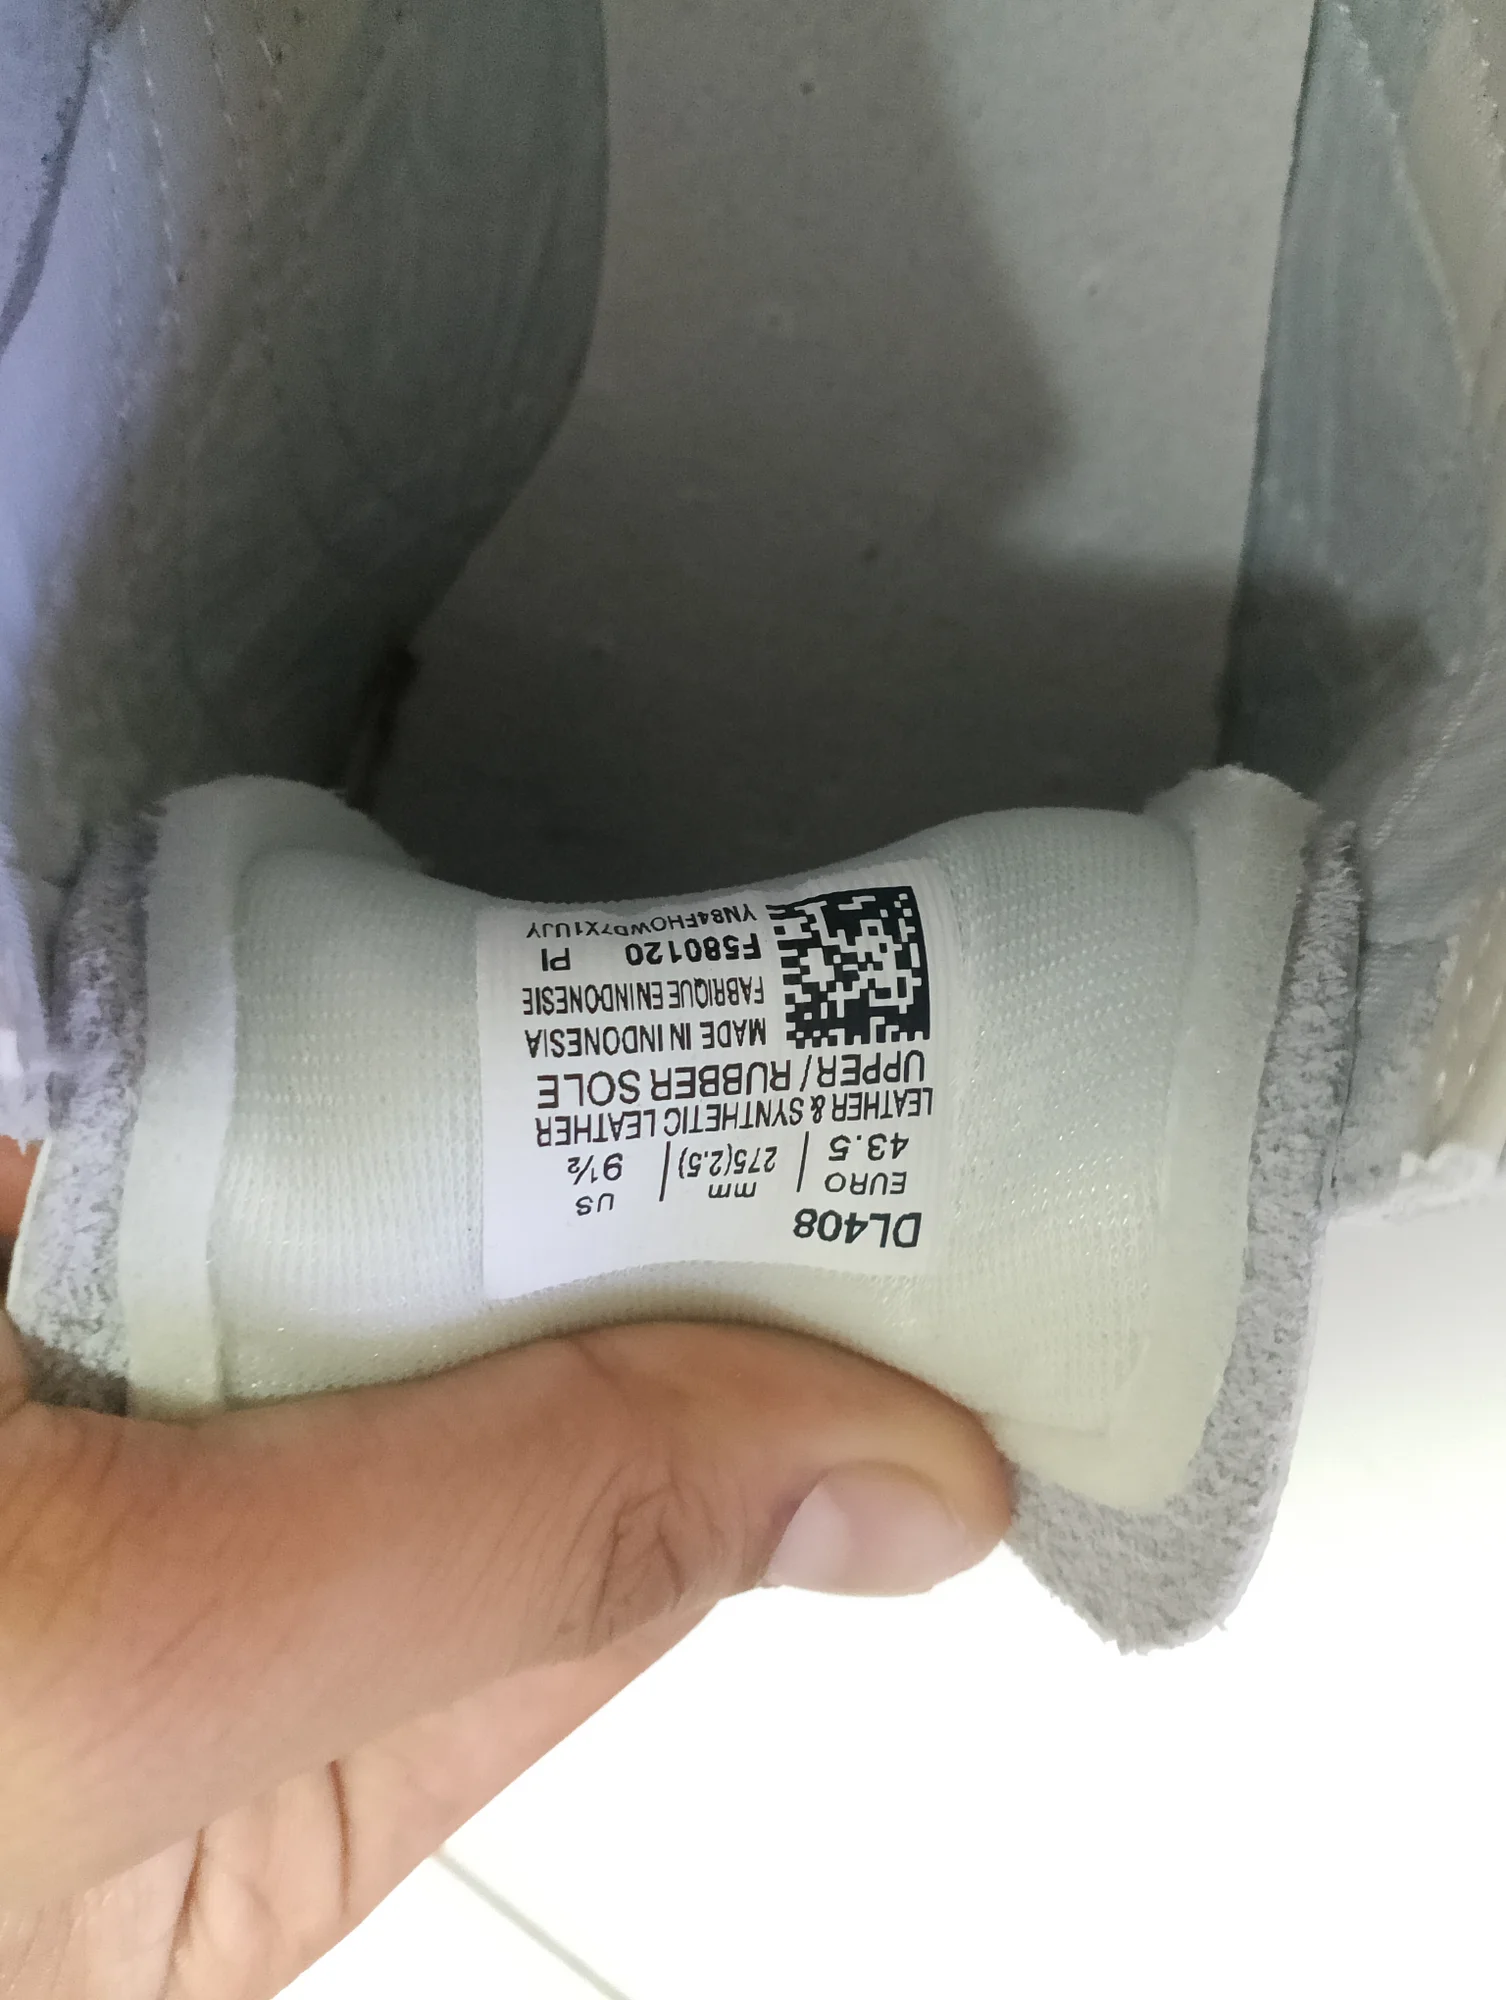 DL408
EURO mm US
43.5 275(2.5) 9½
LEATHER & SYNTHETIC LEATHER
UPPER / RUBBER SOLE
MADE IN INDONESIA
FABRIQUE EN INDONESIE
F580120 PI
YN84FHOWD7X1UJY